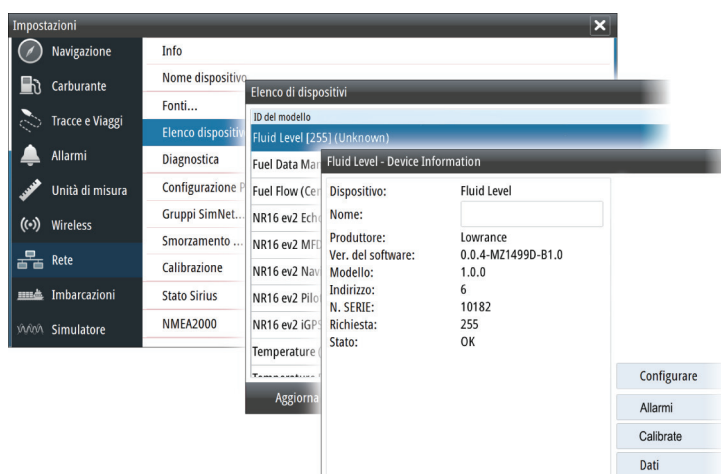 Impostazioni
Navigazione
Carburante
Tracce e Viaggi
Allarmi
Unità di misura
Wireless
Rete
Imbarcazioni
Simulatore
Info
Nome dispositivo
Fonti...
Elenco dispositiv
Diagnostica
Configurazione P
Gruppi SimNet...
Smorzamento ...
Calibrazione
Stato Sirius
NMEA2000
Elenco di dispositivi
ID del modello
Fluid Level [255] (Unknown)
Fuel Data Man
Fuel Flow (Cen
NR16 ev2 Echo
NR16 ev2 MFD
NR16 ev2 Nav
NR16 ev2 Pilo
NR16 ev2 iGPS
Temperature (
Aggiorna
Fluid Level - Device Information
Dispositivo: Fluid Level
Nome:
Produttore: Lowrance
Ver. del software: 0.0.4-MZ1499D-B1.0
Modello: 1.0.0
Indirizzo: 6
N. SERIE: 10182
Richiesta: 255
Stato: OK
Configurare
Allarmi
Calibrate
Dati